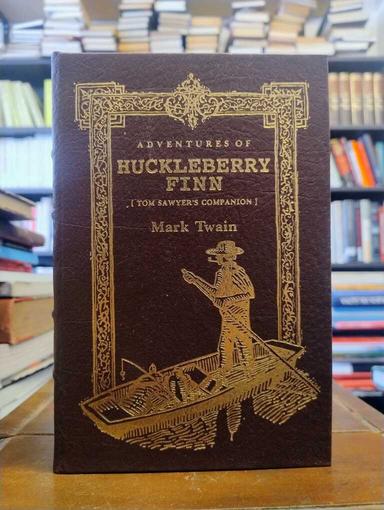 ADVENTURES OF
HUCKLEBERRY
FINN
[ TOM SAWYER'S COMPANION ]
Mark Twain